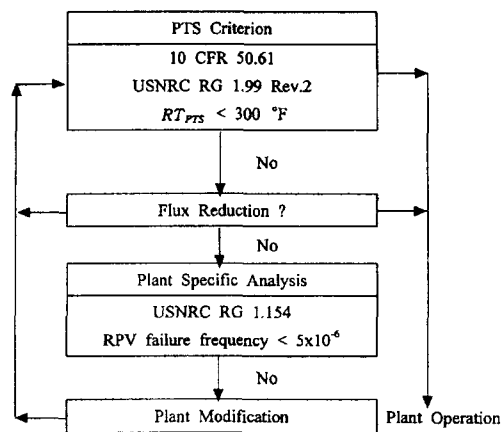 PTS Criterion
10 CFR 50.61
USNRC RG 1.99 Rev.2
RT_PTS < 300 °F
No
Flux Reduction ?
No
Plant Specific Analysis
USNRC RG 1.154
RPV failure frequency < 5x10⁻⁶
No
Plant Modification
Plant Operation